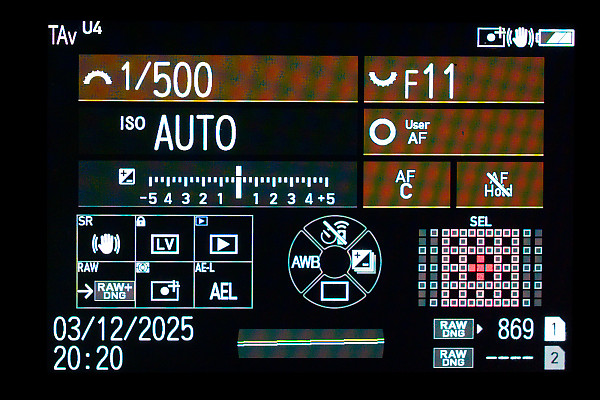 TAv U4
1/500
F11
ISO AUTO
User
AF
-5 4 3 2 1 1 2 3 4 +5
AF
C
AF
Hold
SR
LV
RAW
RAW+
DNG
AE-L
AEL
AWB
SEL
03/12/2025
20:20
RAW
DNG
869 1
RAW
DNG
---- 2